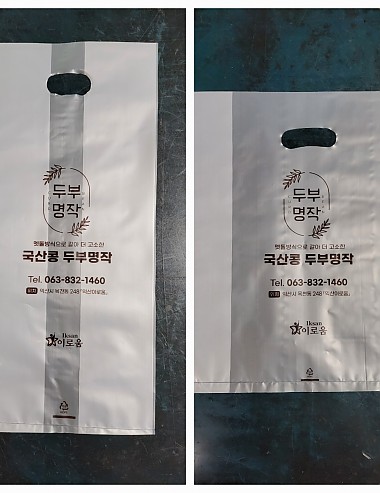 두부
명작
맷돌방식으로 갈아 더 고소한
국산콩 두부명작
Tel. 063-832-1460
Iksan
이로움
두부
명작
맷돌방식으로 갈아 더 고소한
국산콩 두부명작
Tel. 063-832-1460
Iksan
이로움